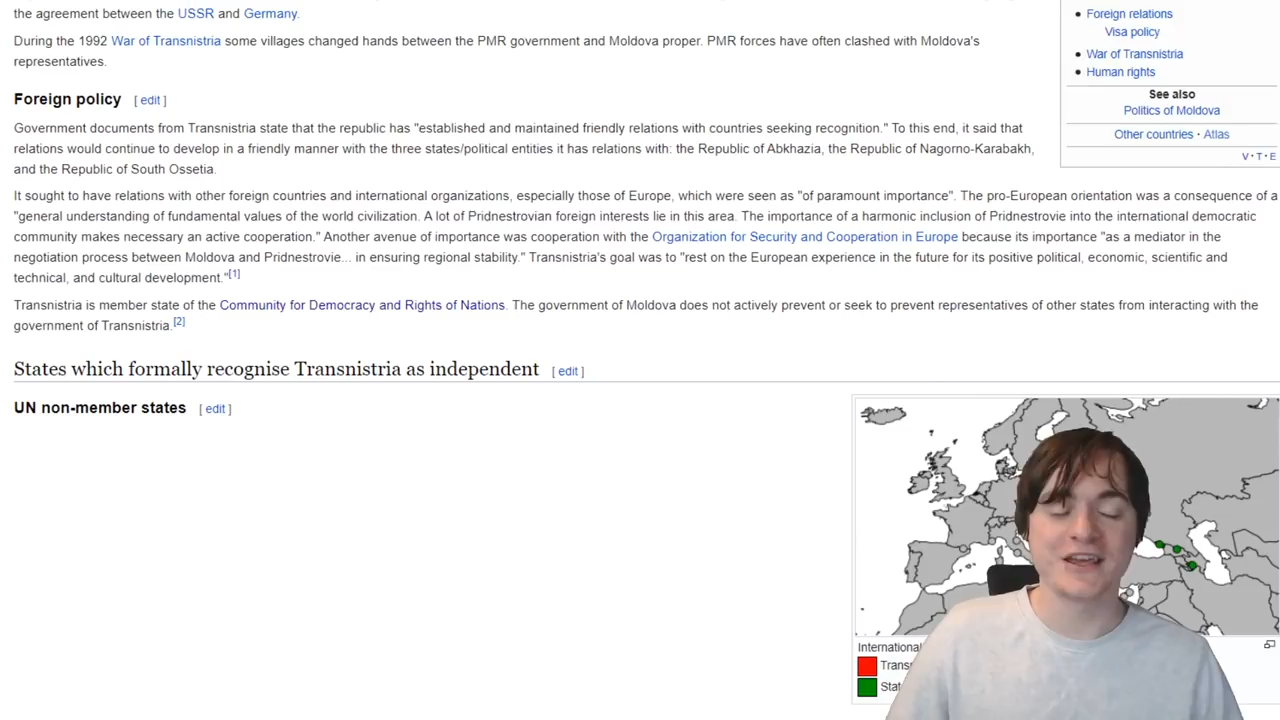 the agreement between the USSR and Germany.
During the 1992 War of Transnistria some villages changed hands between the PMR government and Moldova proper. PMR forces have often clashed with Moldova's
representatives.
Foreign policy [ edit ]
Government documents from Transnistria state that the republic has "established and maintained friendly relations with countries seeking recognition." To this end, it said that
relations would continue to develop in a friendly manner with the three states/political entities it has relations with: the Republic of Abkhazia, the Republic of Nagorno-Karabakh,
and the Republic of South Ossetia.
It sought to have relations with other foreign countries and international organizations, especially those of Europe, which were seen as "of paramount importance". The pro-European orientation was a consequence of a
"general understanding of fundamental values of the world civilization. A lot of Pridnestrovian foreign interests lie in this area. The importance of a harmonic inclusion of Pridnestrovie into the international democratic
community makes necessary an active cooperation." Another avenue of importance was cooperation with the Organization for Security and Cooperation in Europe because its importance "as a mediator in the
negotiation process between Moldova and Pridnestrovie... in ensuring regional stability." Transnistria's goal was to "rest on the European experience in the future for its positive political, economic, scientific and
technical, and cultural development."[1]
Transnistria is member state of the Community for Democracy and Rights of Nations. The government of Moldova does not actively prevent or seek to prevent representatives of other states from interacting with the
government of Transnistria.[2]
States which formally recognise Transnistria as independent [ edit ]
UN non-member states [ edit ]
• Foreign relations
Visa policy
• War of Transnistria
• Human rights
See also
Politics of Moldova
Other countries · Atlas
V · T · E
International